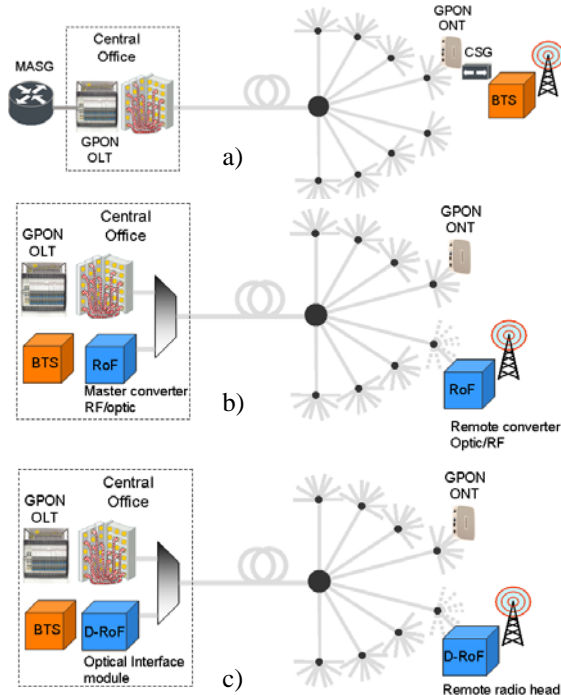 GPON
ONT
Central
Office
MASG
CSG
BTS
GPON
OLT
a)
Central
Office
GPON
OLT
GPON
ONT
BTS
RoF
Master converter
RF/optic
b)
RoF
Remote converter
Optic/RF
Central
Office
GPON
OLT
GPON
ONT
BTS
D-RoF
Optical Interface
module
c)
D-RoF
Remote radio head